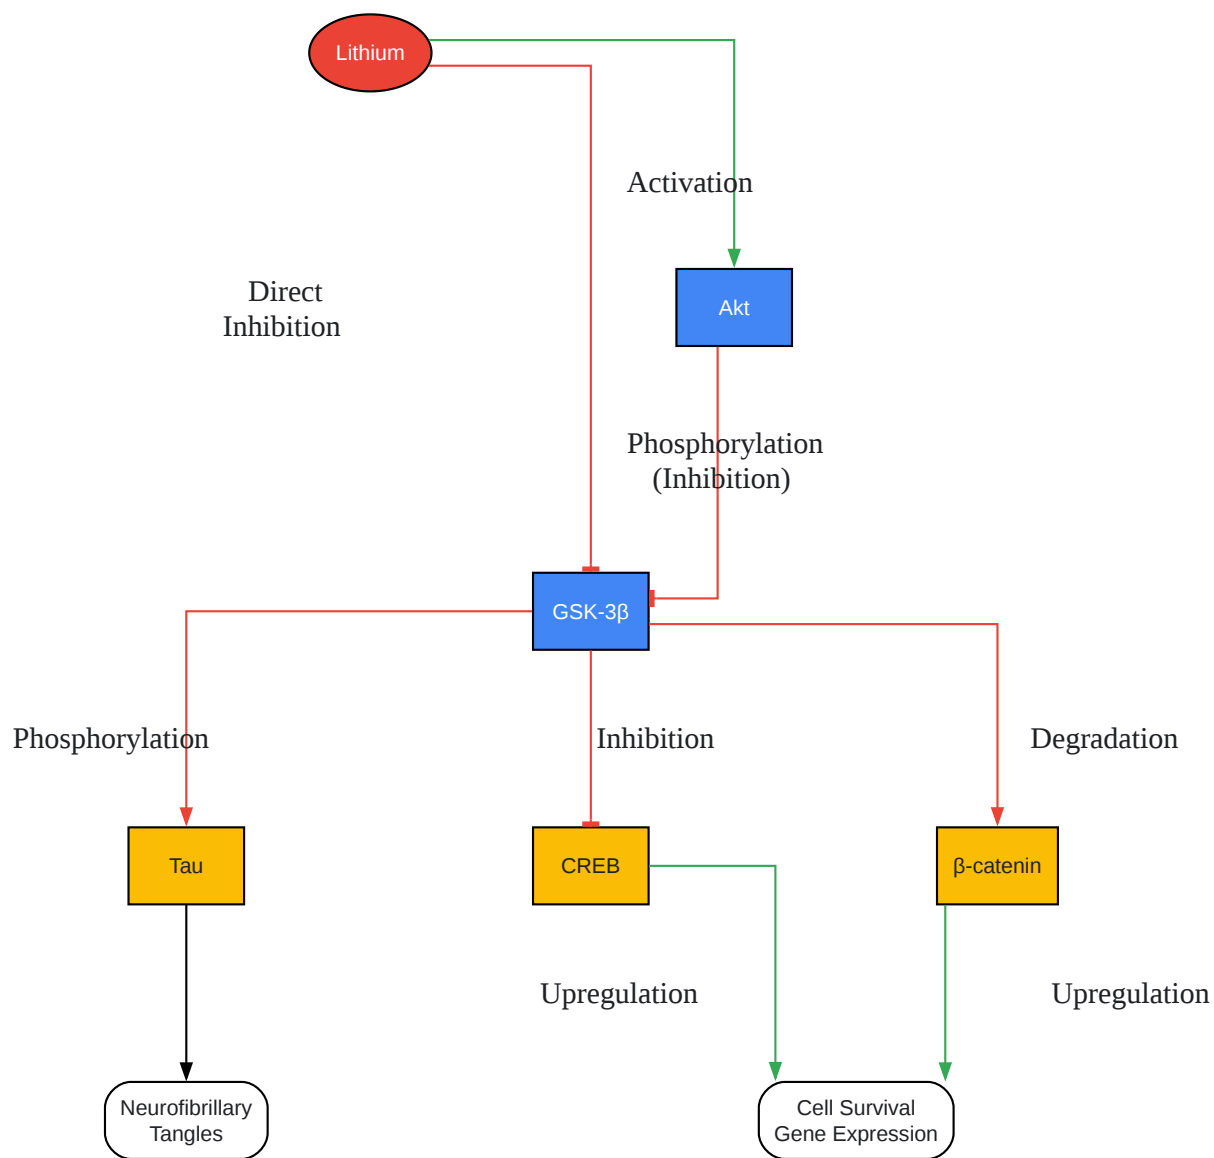 Lithium
Activation
Direct
Inhibition
Akt
Phosphorylation
(Inhibition)
GSK-3β
Phosphorylation
Inhibition
Degradation
Tau
CREB
β-catenin
Upregulation
Upregulation
Neurofibrillary
Tangles
Cell Survival
Gene Expression